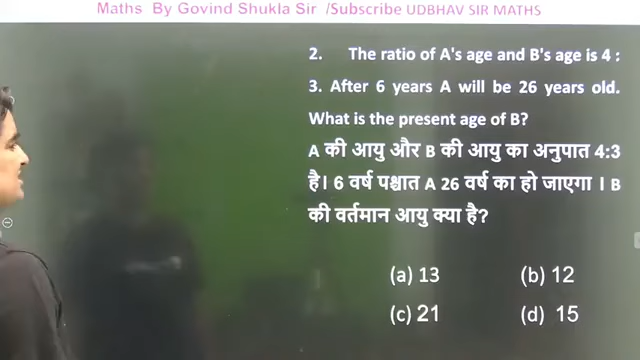 Maths By Govind Shukla Sir /Subscribe UDBHAV SIR MATHS
2. The ratio of A's age and B's age is 4 :
3. After 6 years A will be 26 years old.
What is the present age of B?
A की आयु और B की आयु का अनुपात 4:3
है। 6 वर्ष पश्चात A 26 वर्ष का हो जाएगा । B
की वर्तमान आयु क्या है?
(a) 13 (b) 12
(c) 21 (d) 15